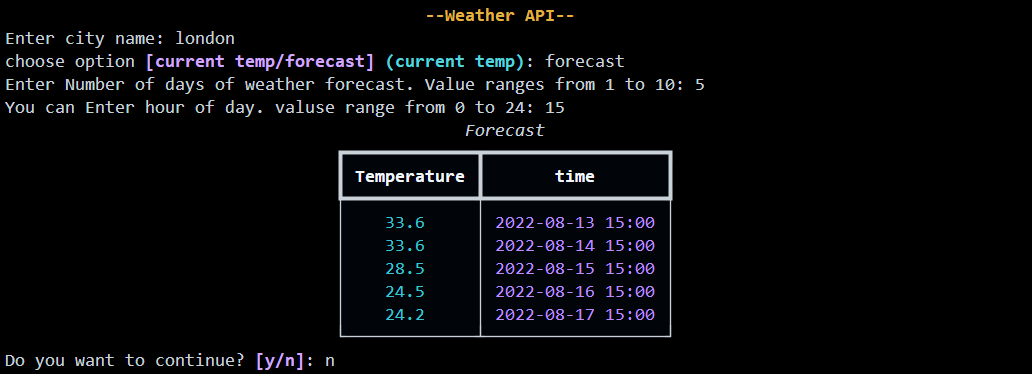 --Weather API--
Enter city name: london
choose option [current temp/forecast] (current temp): forecast
Enter Number of days of weather forecast. Value ranges from 1 to 10: 5
You can Enter hour of day. valuse range from 0 to 24: 15
Forecast
Temperature time
33.6 2022-08-13 15:00
33.6 2022-08-14 15:00
28.5 2022-08-15 15:00
24.5 2022-08-16 15:00
24.2 2022-08-17 15:00
Do you want to continue? [y/n]: n